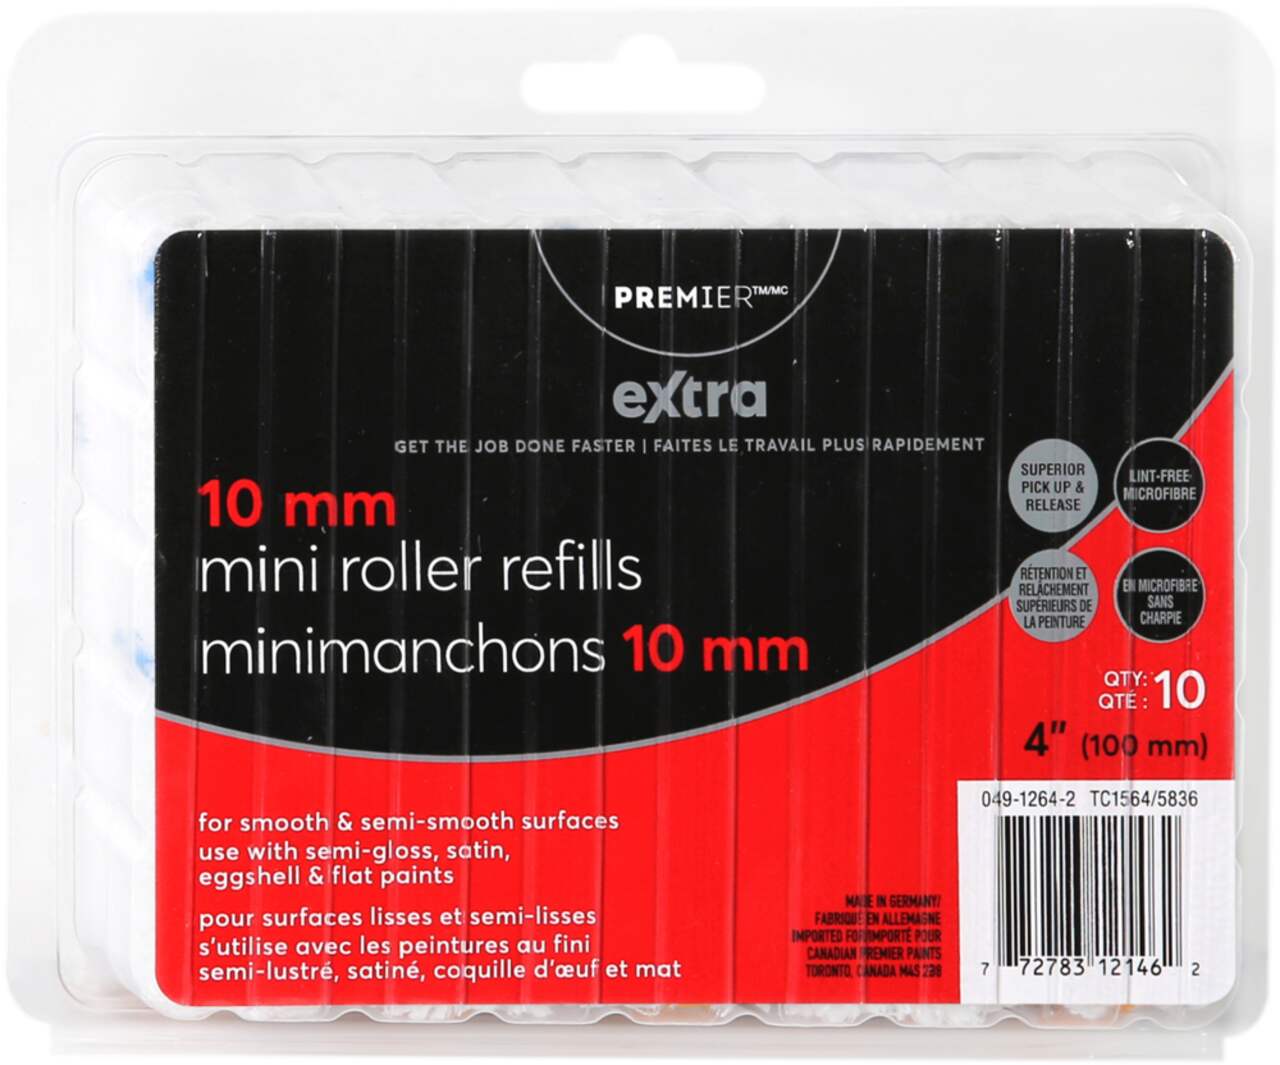 PREMIER™/MC
eXtra
GET THE JOB DONE FASTER | FAITES LE TRAVAIL PLUS RAPIDEMENT
10 mm
mini roller refills
minimanchons 10 mm
SUPERIOR
PICK UP &
RELEASE
LINT-FREE
MICROFIBRE
RÉTENTION ET
RELÂCHEMENT
SUPÉRIEURS DE
LA PEINTURE
EN MICROFIBRE
SANS
CHARPIE
QTY:
QTÉ : 10
4" (100 mm)
for smooth & semi-smooth surfaces
use with semi-gloss, satin,
eggshell & flat paints
pour surfaces lisses et semi-lisses
s'utilise avec les peintures au fini
semi-lustré, satiné, coquille d'œuf et mat
MADE IN GERMANY/
FABRIQUÉ EN ALLEMAGNE
IMPORTED FOR/IMPORTÉ POUR
CANADIAN PREMIER PAINTS
TORONTO, CANADA M4S 2B8
049-1264-2 TC1564/5836
7 72783 12146 2